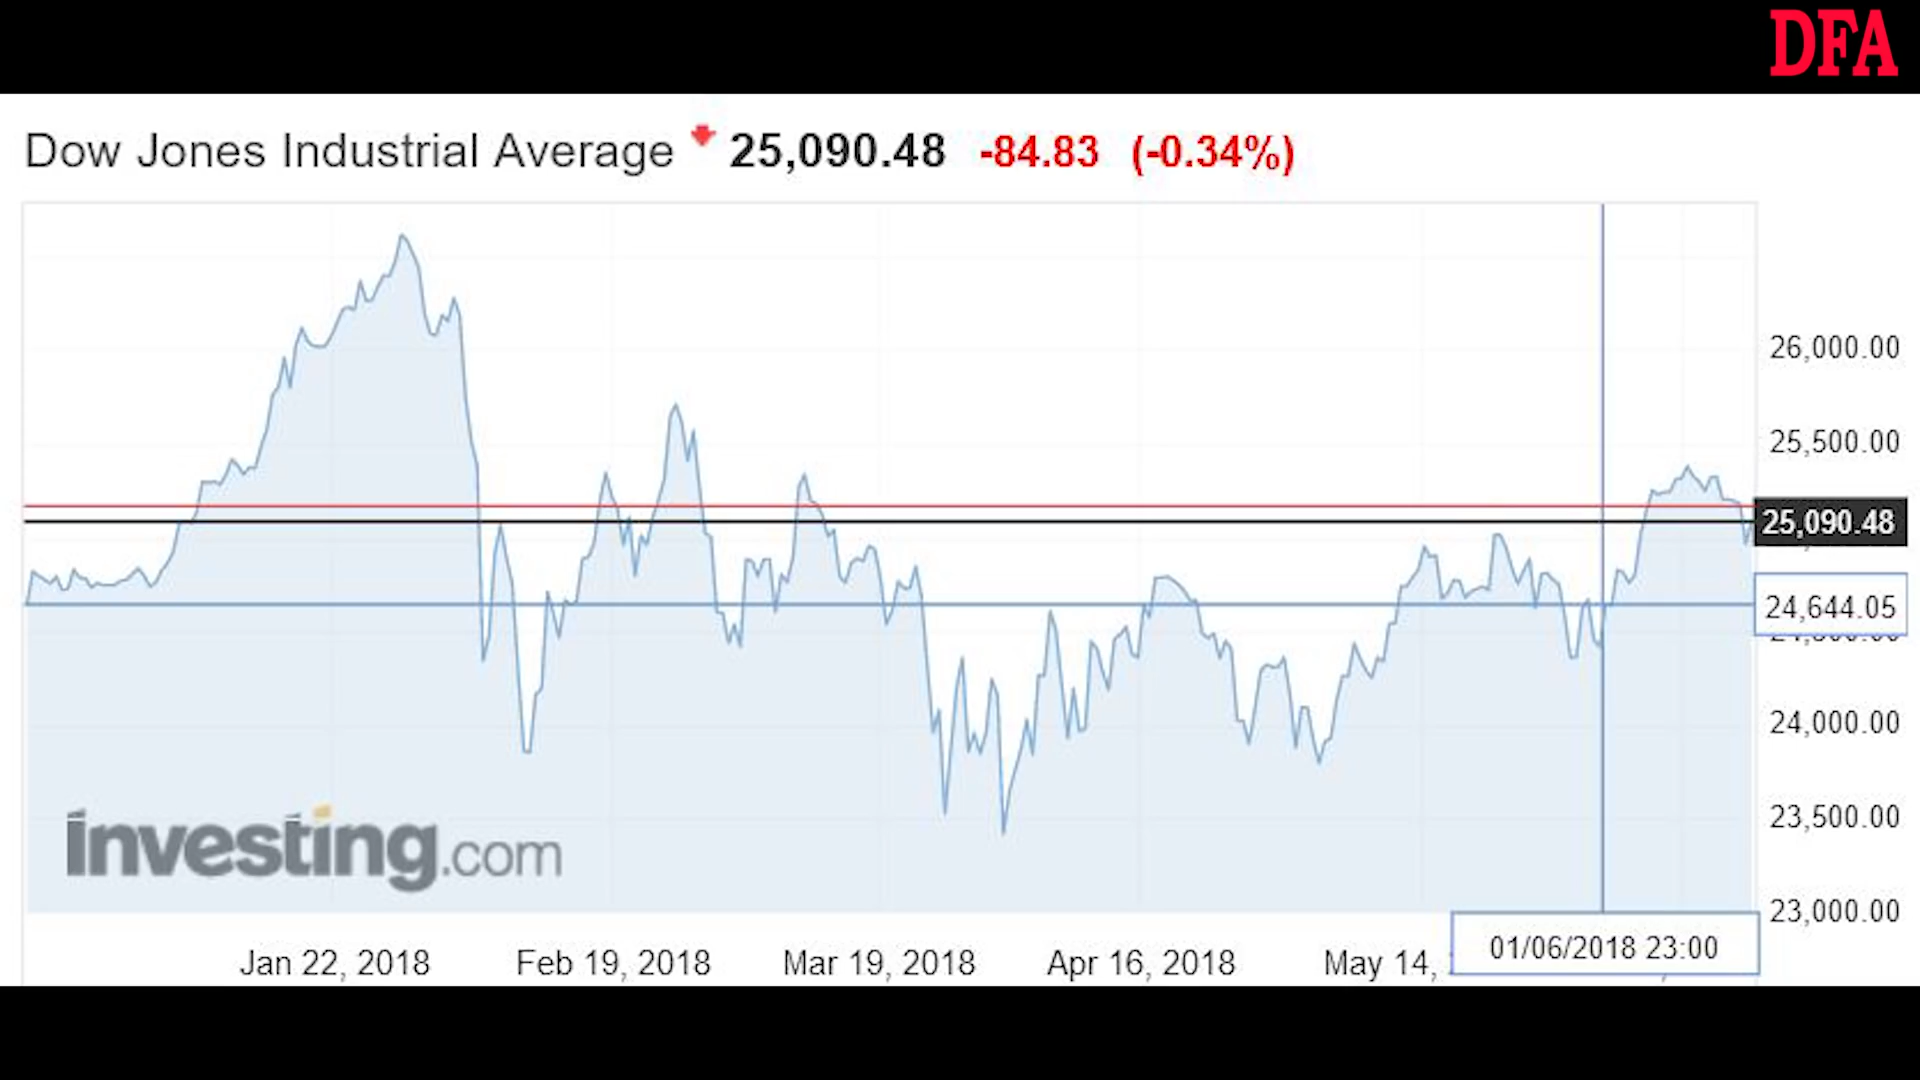 DFA
Dow Jones Industrial Average 25,090.48 -84.83 (-0.34%)
26,000.00
25,500.00
25,090.48
24,644.05
24,000.00
23,500.00
investing.com
23,000.00
Jan 22, 2018 Feb 19, 2018 Mar 19, 2018 Apr 16, 2018 May 14, 01/06/2018 23:00